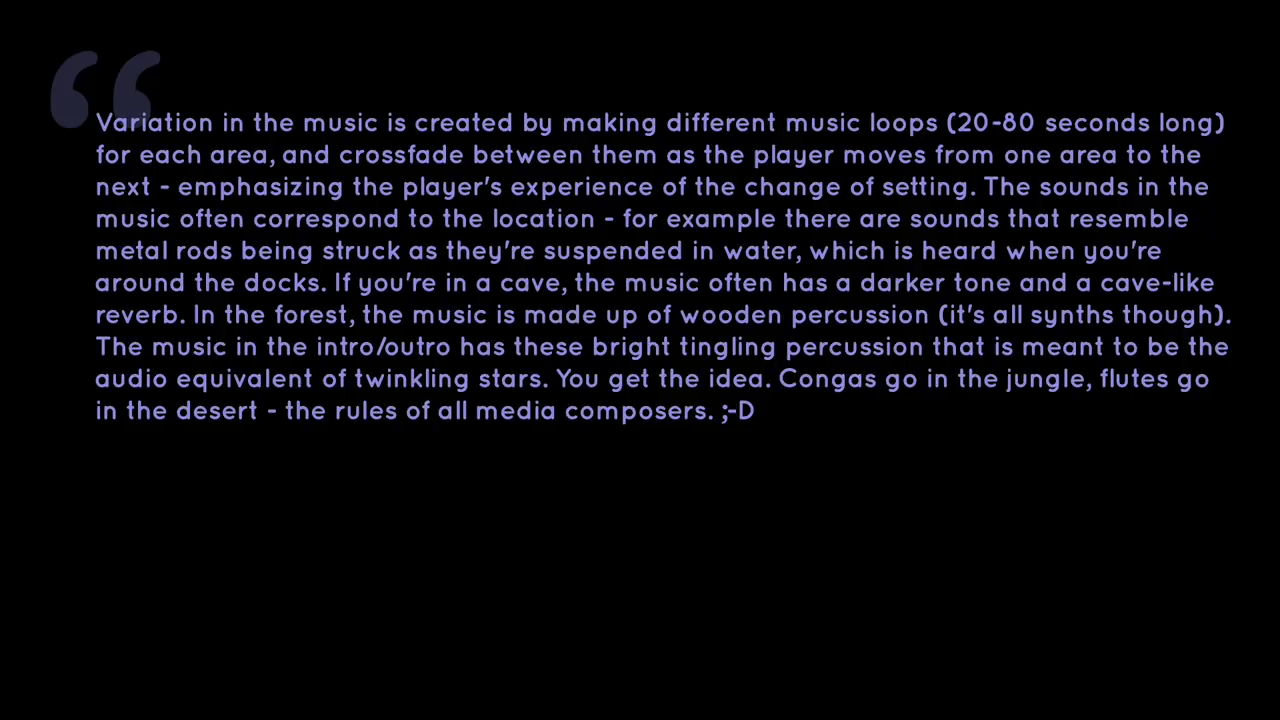 “
Variation in the music is created by making different music loops (20-80 seconds long)
for each area, and crossfade between them as the player moves from one area to the
next - emphasizing the player's experience of the change of setting. The sounds in the
music often correspond to the location - for example there are sounds that resemble
metal rods being struck as they're suspended in water, which is heard when you're
around the docks. If you're in a cave, the music often has a darker tone and a cave-like
reverb. In the forest, the music is made up of wooden percussion (it's all synths though).
The music in the intro/outro has these bright tingling percussion that is meant to be the
audio equivalent of twinkling stars. You get the idea. Congas go in the jungle, flutes go
in the desert - the rules of all media composers. ;-D